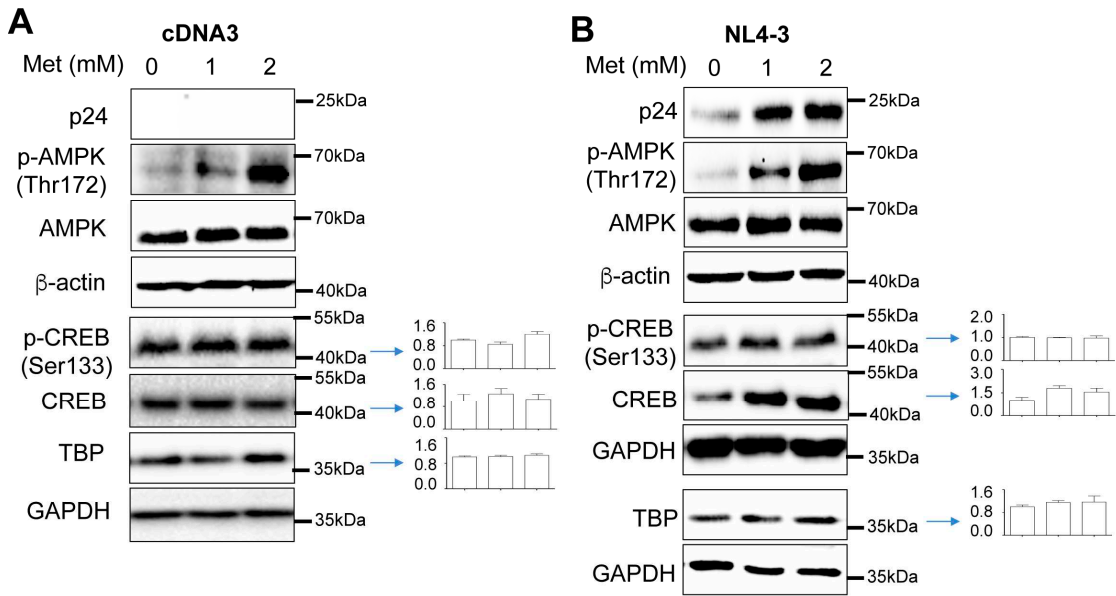 A
cDNA3
Met (mM) 0 1 2
p24
25kDa
p-AMPK
(Thr172)
70kDa
AMPK
70kDa
β-actin
40kDa
p-CREB
(Ser133)
55kDa
40kDa
1.6
0.8
0.0
CREB
55kDa
40kDa
1.6
0.8
0.0
TBP
35kDa
1.6
0.8
0.0
GAPDH
35kDa
B
NL4-3
Met (mM) 0 1 2
p24
25kDa
p-AMPK
(Thr172)
70kDa
AMPK
70kDa
β-actin
40kDa
p-CREB
(Ser133)
55kDa
40kDa
2.0
1.0
0.0
CREB
55kDa
40kDa
3.0
1.5
0.0
GAPDH
35kDa
TBP
35kDa
1.6
0.8
0.0
GAPDH
35kDa